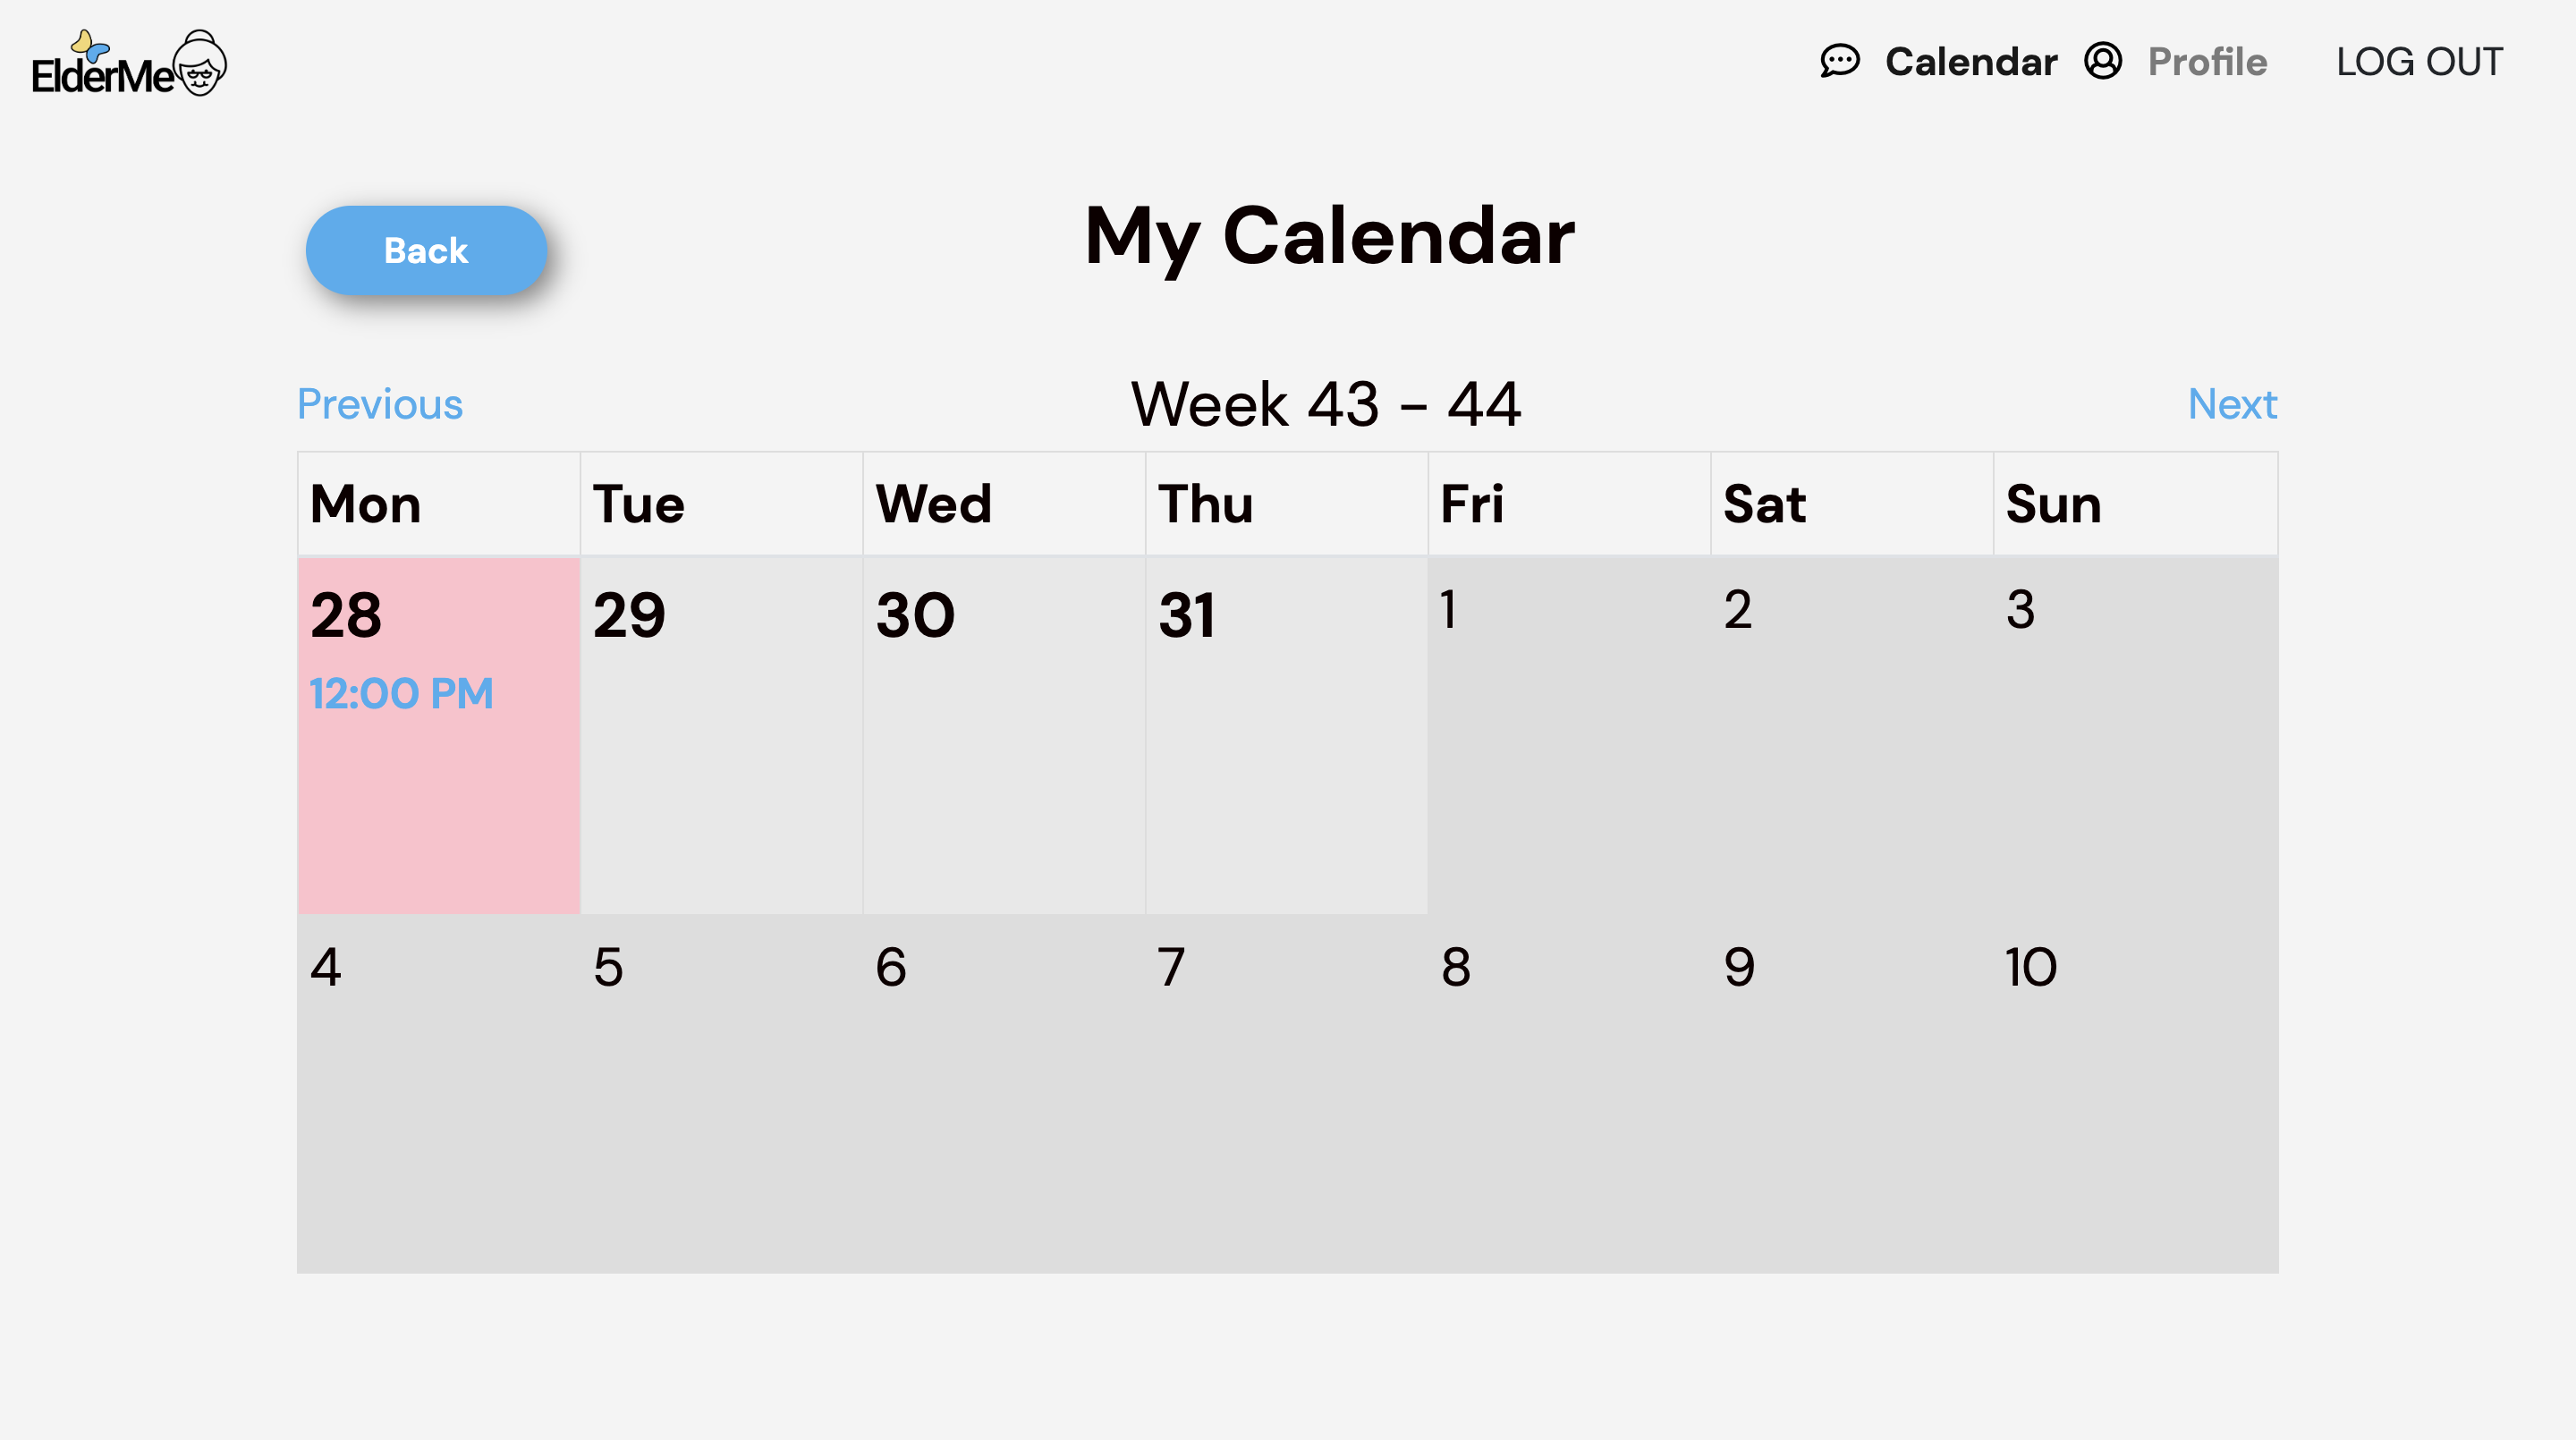 ElderMe
Calendar Profile LOG OUT
Back
My Calendar
Previous Week 43 - 44 Next
Mon Tue Wed Thu Fri Sat Sun
28 29 30 31 1 2 3
12:00 PM
4 5 6 7 8 9 10